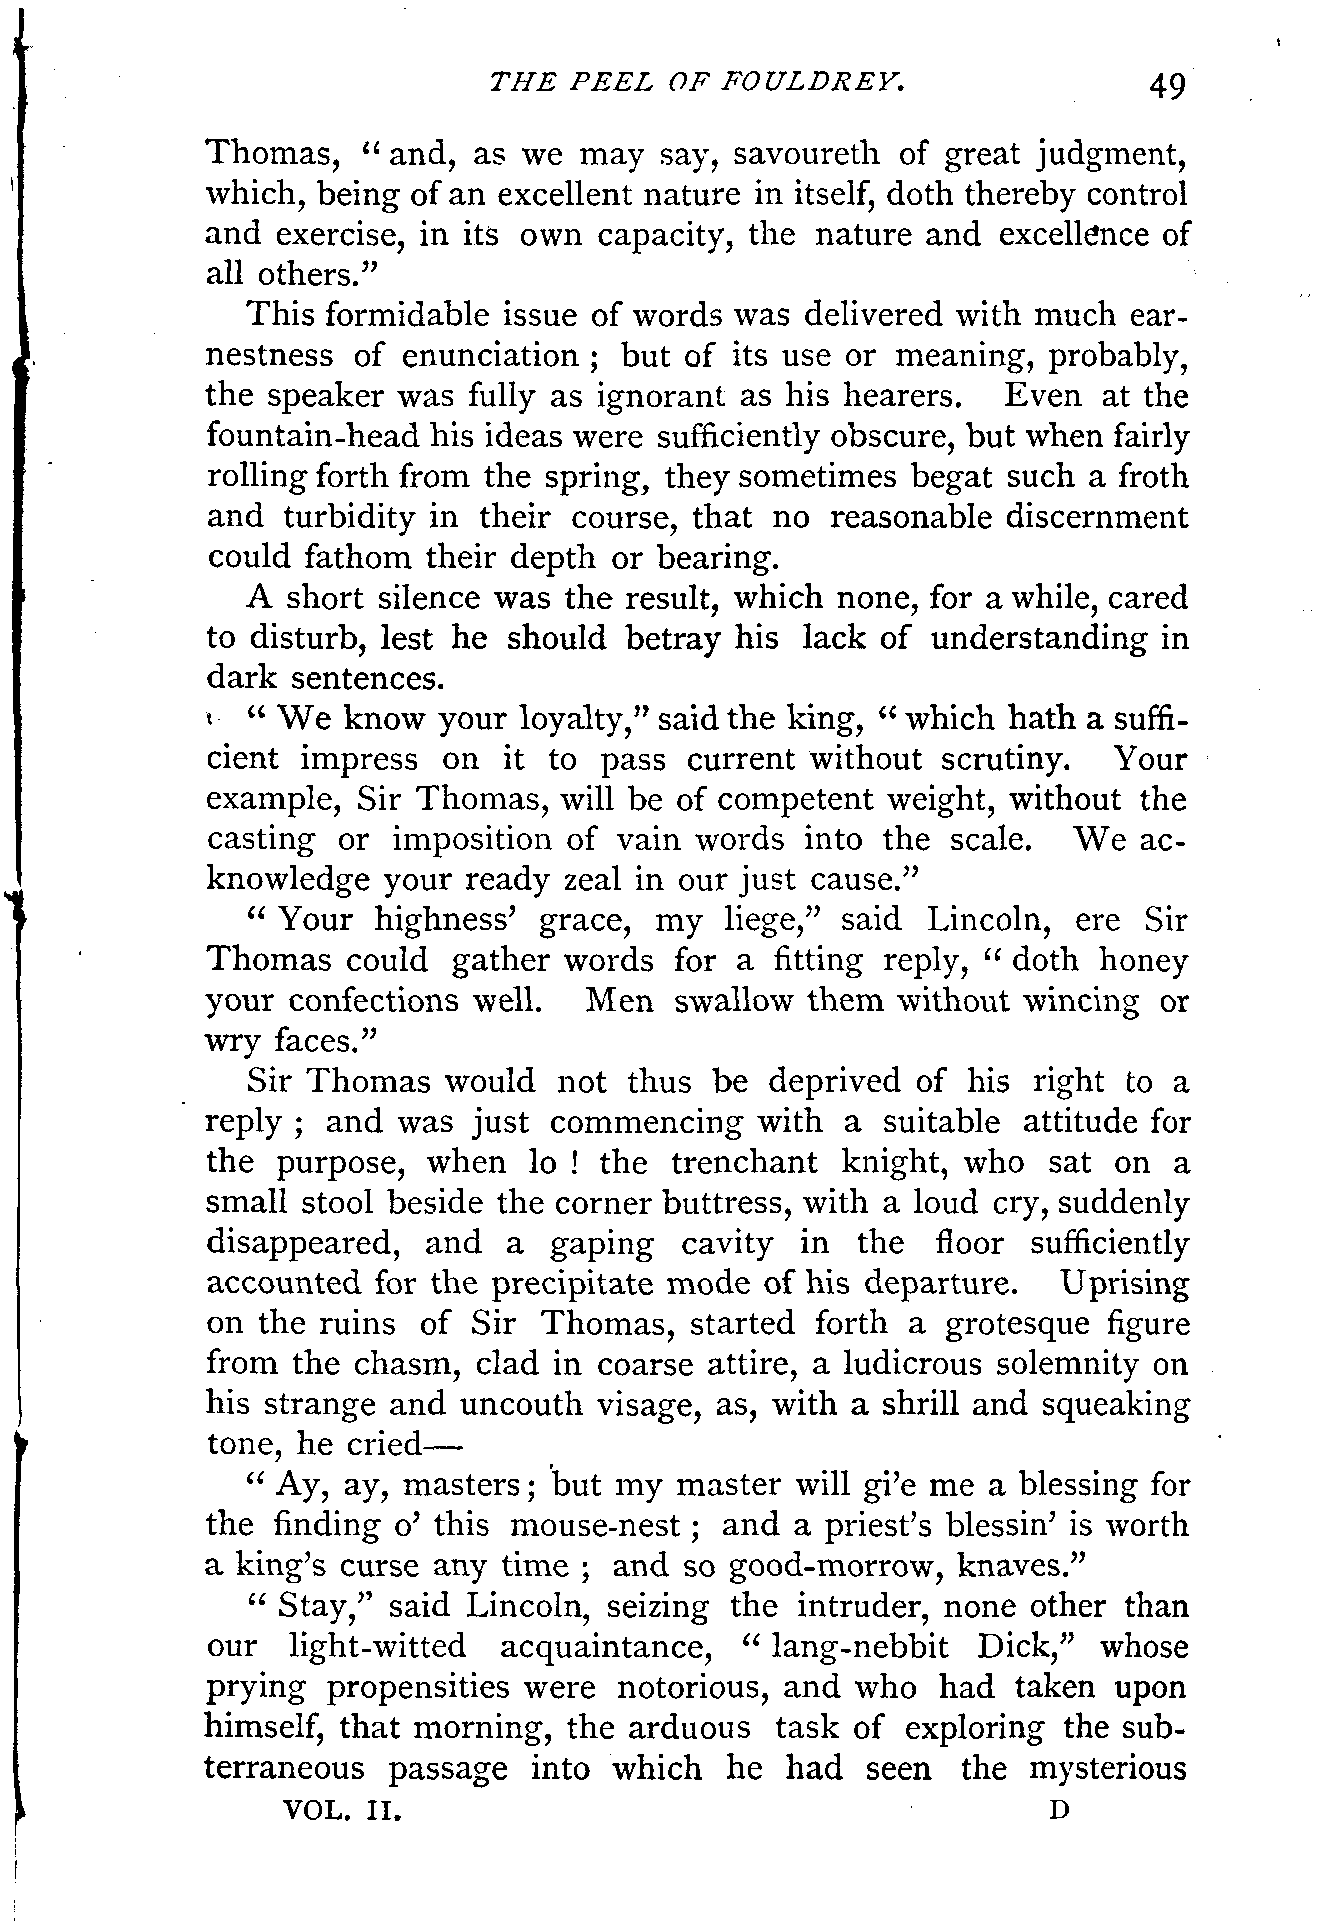 THE PEEL OF FOULDREY. 49
Thomas, “ and, as we may say, savoureth of great judgment,
which, being of an excellent nature in itself, doth thereby control
and exercise, in its own capacity, the nature and excellence of
all others.”
This formidable issue of words was delivered with much ear-
nestness of enunciation ; but of its use or meaning, probably,
the speaker was fully as ignorant as his hearers. Even at the
fountain-head his ideas were sufficiently obscure, but when fairly
rolling forth from the spring, they sometimes begat such a froth
and turbidity in their course, that no reasonable discernment
could fathom their depth or bearing.
A short silence was the result, which none, for a while, cared
to disturb, lest he should betray his lack of understanding in
dark sentences.
“ We know your loyalty,” said the king, “ which hath a suffi-
cient impress on it to pass current without scrutiny. Your
example, Sir Thomas, will be of competent weight, without the
casting or imposition of vain words into the scale. We ac-
knowledge your ready zeal in our just cause.”
“ Your highness’ grace, my liege,” said Lincoln, ere Sir
Thomas could gather words for a fitting reply, “ doth honey
your confections well. Men swallow them without wincing or
wry faces.”
Sir Thomas would not thus be deprived of his right to a
reply ; and was just commencing with a suitable attitude for
the purpose, when lo ! the trenchant knight, who sat on a
small stool beside the corner buttress, with a loud cry, suddenly
disappeared, and a gaping cavity in the floor sufficiently
accounted for the precipitate mode of his departure. Uprising
on the ruins of Sir Thomas, started forth a grotesque figure
from the chasm, clad in coarse attire, a ludicrous solemnity on
his strange and uncouth visage, as, with a shrill and squeaking
tone, he cried—
“ Ay, ay, masters ; but my master will gi’e me a blessing for
the finding o’ this mouse-nest ; and a priest’s blessin’ is worth
a king’s curse any time ; and so good-morrow, knaves.”
“ Stay,” said Lincoln, seizing the intruder, none other than
our light-witted acquaintance, “ lang-nebbit Dick,” whose
prying propensities were notorious, and who had taken upon
himself, that morning, the arduous task of exploring the sub-
terraneous passage into which he had seen the mysterious
VOL. II. D